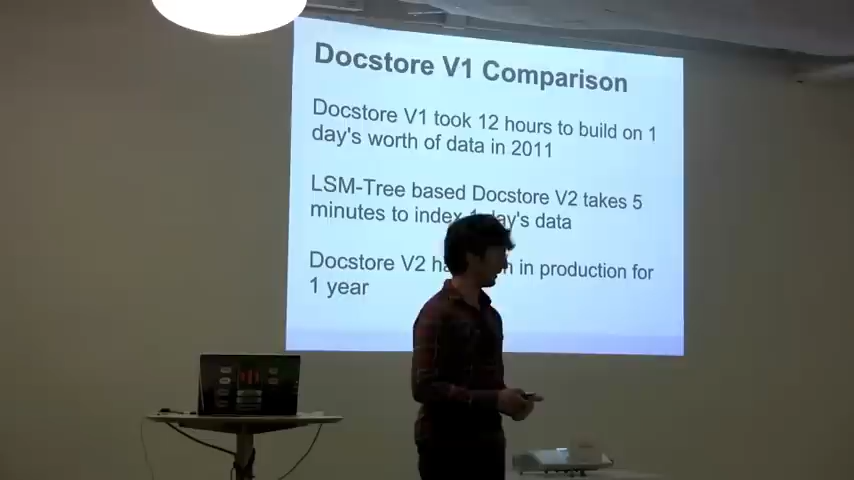 Docstore V1 Comparison
Docstore V1 took 12 hours to build on 1
day's worth of data in 2011
LSM-Tree based Docstore V2 takes 5
minutes to index 1 day's data
Docstore V2 in production for
1 year